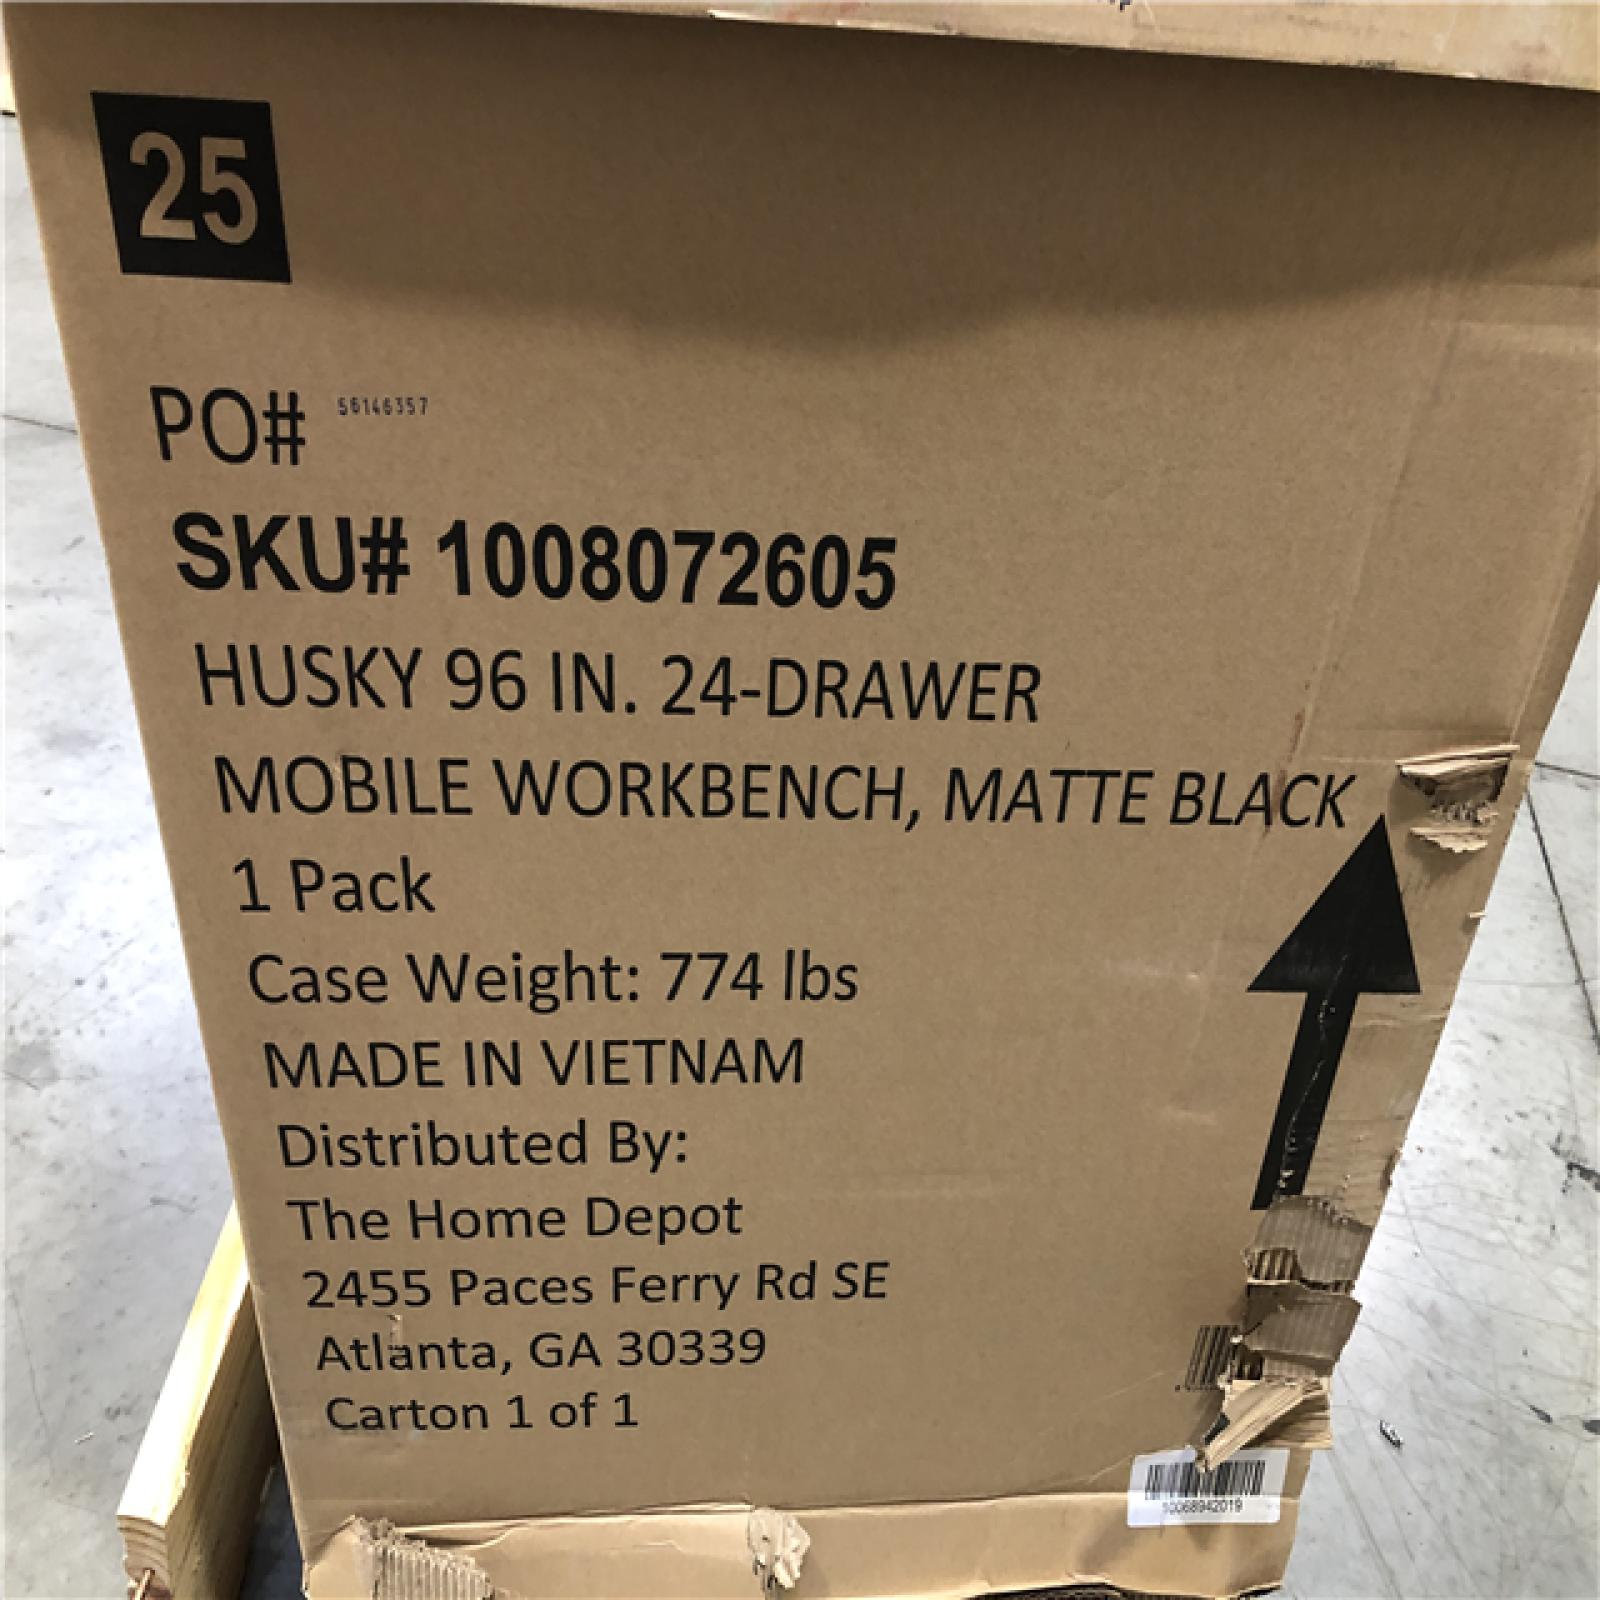 25
PO# 56146357
SKU# 1008072605
HUSKY 96 IN. 24-DRAWER
MOBILE WORKBENCH, MATTE BLACK
1 Pack
Case Weight: 774 lbs
MADE IN VIETNAM
Distributed By:
The Home Depot
2455 Paces Ferry Rd SE
Atlanta, GA 30339
Carton 1 of 1
10068942019